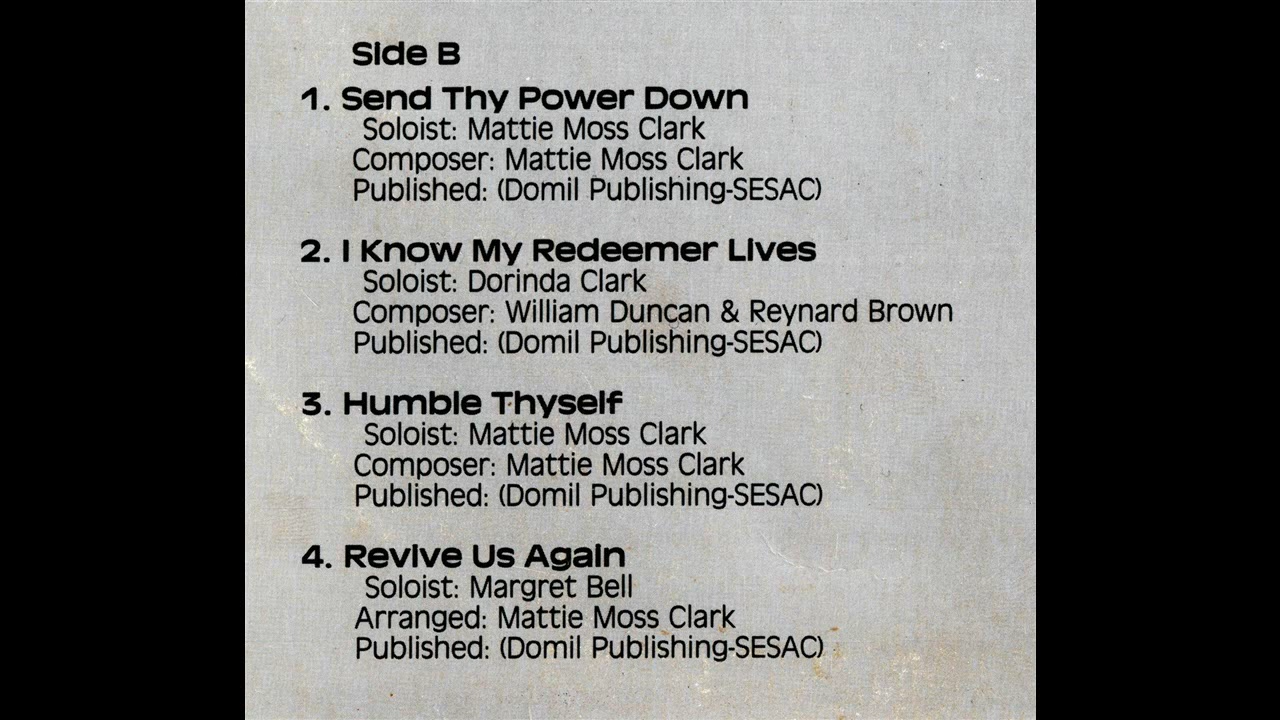 Side B
1. Send Thy Power Down
Soloist: Mattie Moss Clark
Composer: Mattie Moss Clark
Published: (Domil Publishing-SESAC)
2. I Know My Redeemer Lives
Soloist: Dorinda Clark
Composer: William Duncan & Reynard Brown
Published: (Domil Publishing-SESAC)
3. Humble Thyself
Soloist: Mattie Moss Clark
Composer: Mattie Moss Clark
Published: (Domil Publishing-SESAC)
4. Revive Us Again
Soloist: Margret Bell
Arranged: Mattie Moss Clark
Published: (Domil Publishing-SESAC)